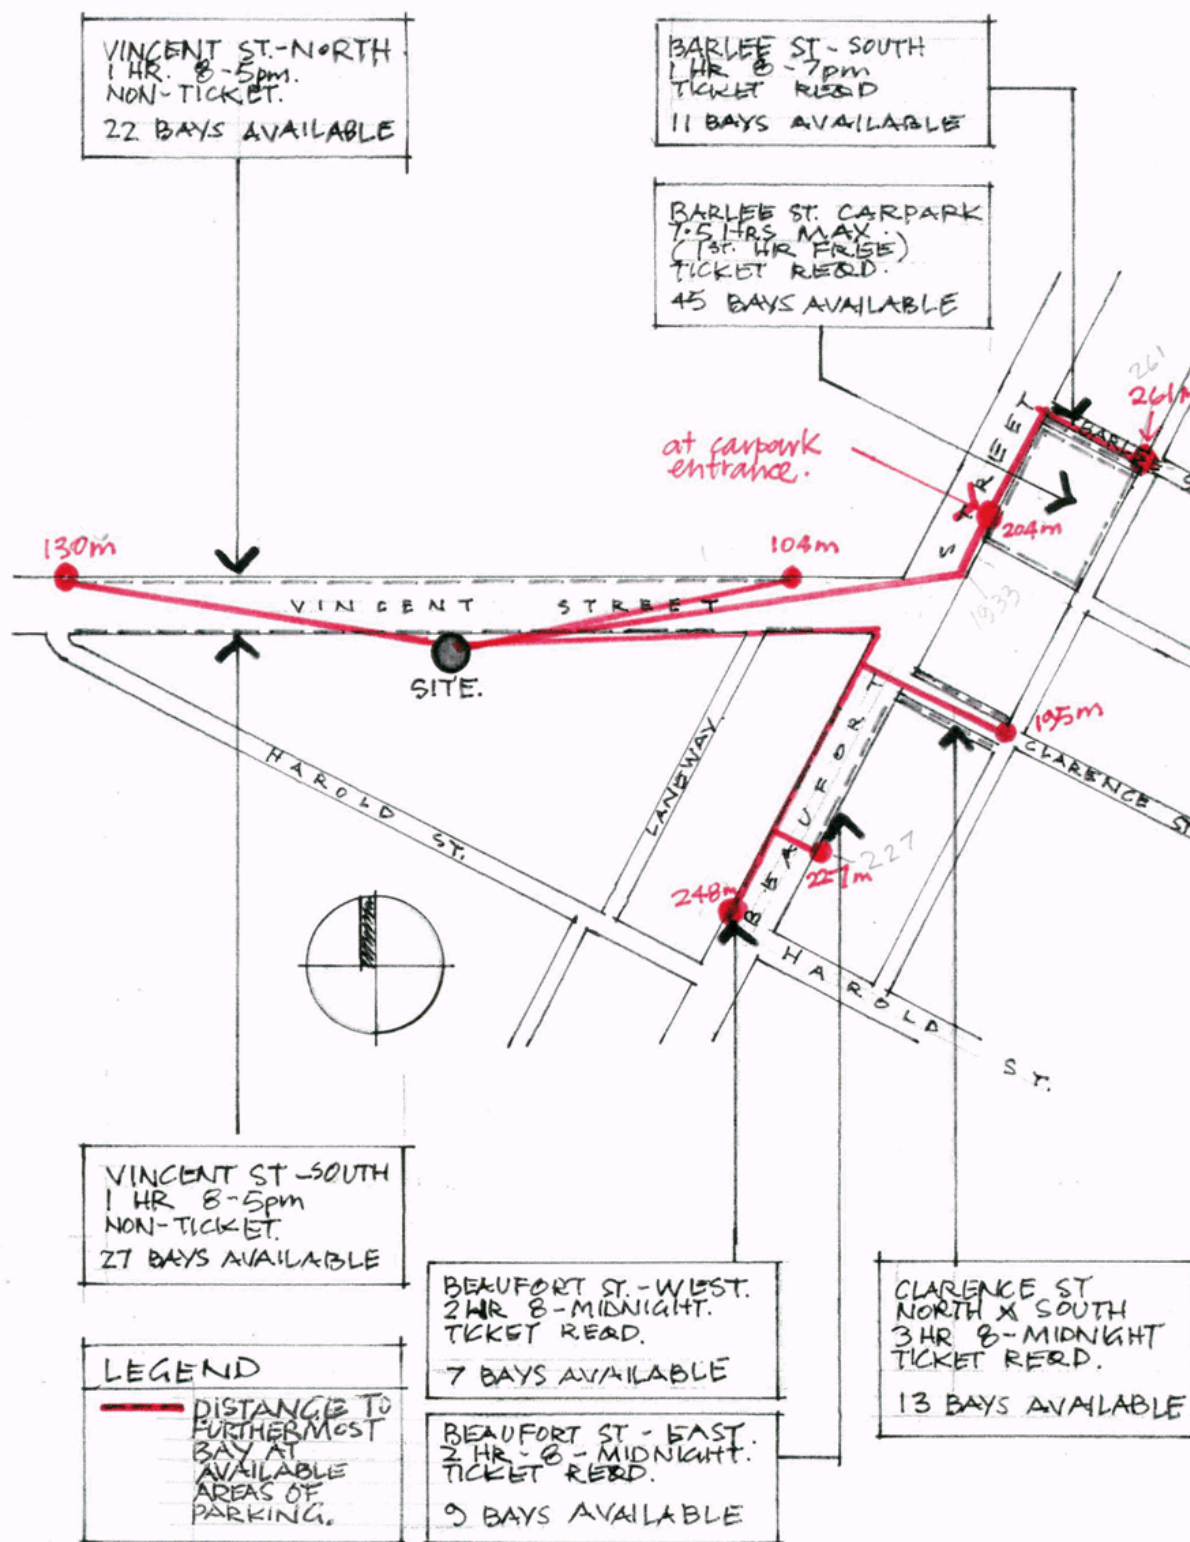 VINCENT ST.-NORTH
1 HR. 8-5pm.
NON-TICKET.
22 BAYS AVAILABLE
BARLEE ST - SOUTH
1 HR 8-7pm
TICKET REQD
11 BAYS AVAILABLE
BARLEE ST. CARPARK
7.5 HRS MAX.
(1ST. HR FREE)
TICKET REQD.
45 BAYS AVAILABLE
261
261m
BARLEE S
at carpark
entrance.
204m
1933
130m
104m
VINCENT STREET
STREET
SITE.
195m
CLARENCE ST
HAROLD ST.
LANEWAY
BEAUFORT
227
227m
248m
HAROLD ST.
VINCENT ST-SOUTH
1 HR 8-5pm
NON-TICKET.
27 BAYS AVAILABLE
BEAUFORT ST.-WEST.
2 HR 8-MIDNIGHT.
TICKET REQD.
7 BAYS AVAILABLE
CLARENCE ST
NORTH & SOUTH
3 HR 8-MIDNIGHT
TICKET REQD.
13 BAYS AVAILABLE
LEGEND
DISTANCE TO
FURTHERMOST
BAY AT
AVAILABLE
AREAS OF
PARKING.
BEAUFORT ST - EAST.
2 HR - 8 - MIDNIGHT.
TICKET REQD.
9 BAYS AVAILABLE